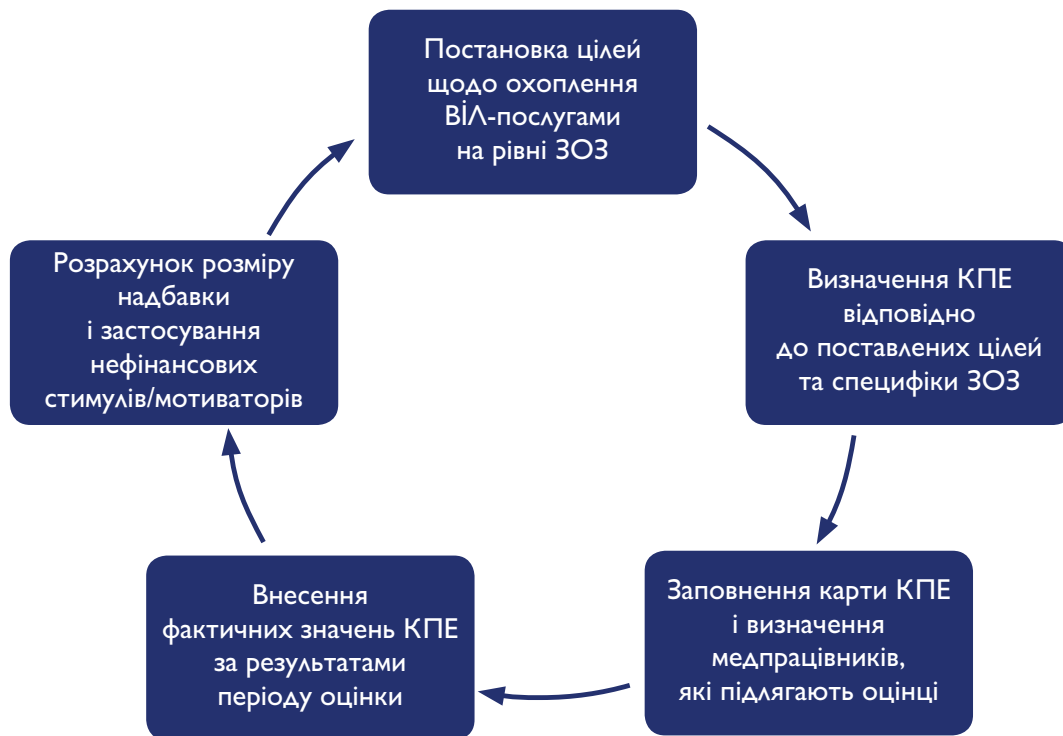 Постановка цілей
щодо охоплення
ВІЛ-послугами
на рівні ЗОЗ
Визначення КПЕ
відповідно
до поставлених цілей
та специфіки ЗОЗ
Заповнення карти КПЕ
і визначення
медпрацівників,
які підлягають оцінці
Внесення
фактичних значень КПЕ
за результатами
періоду оцінки
Розрахунок розміру
надбавки
і застосування
нефінансових
стимулів/мотиваторів